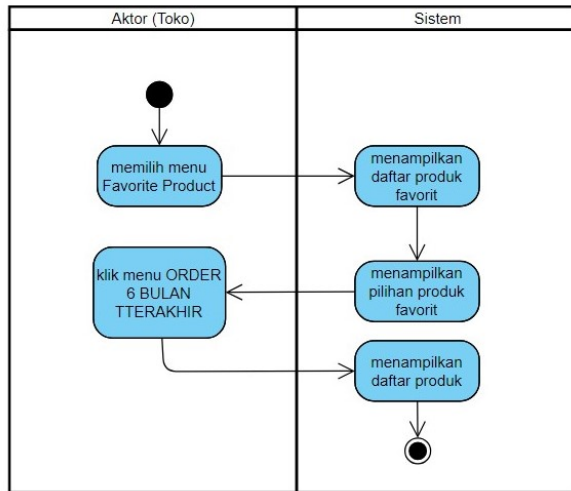 Aktor (Toko)
Sistem
memilih menu
Favorite Product
menampilkan
daftar produk
favorit
menampilkan
pilihan produk
favorit
klik menu ORDER
6 BULAN
TTERAKHIR
menampilkan
daftar produk